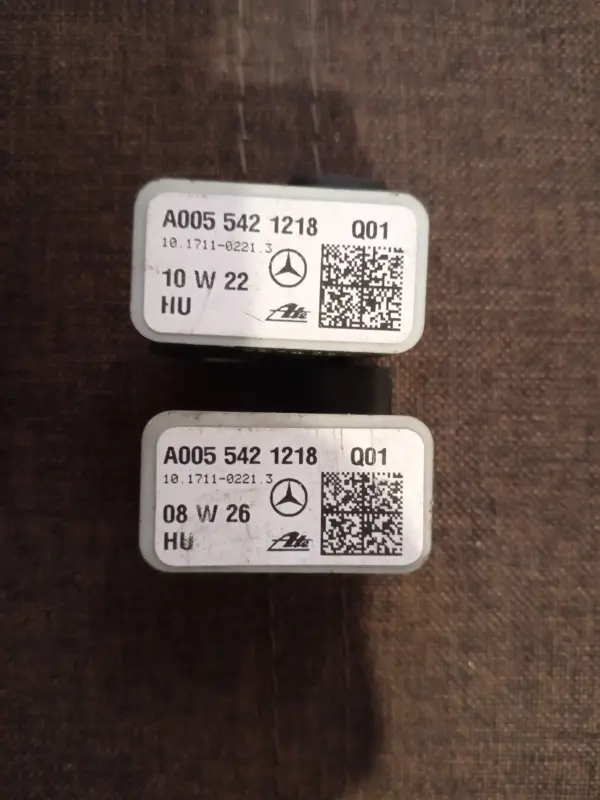 A005 542 1218 Q01
10.1711-0221.3
10 W 22
HU
Ate
A005 542 1218 Q01
10.1711-0221.3
08 W 26
HU
Ate